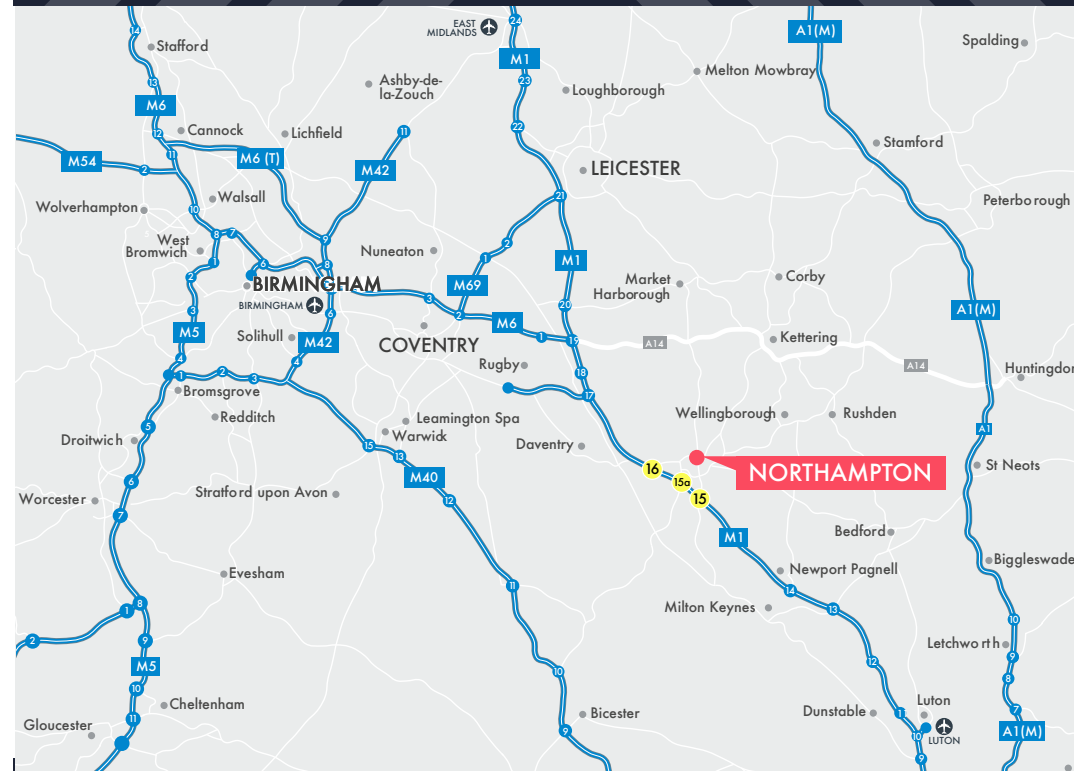 24
EAST
MIDLANDS
14
A1(M)
Stafford
Spalding
M1
Melton Mowbray
13
23
Ashby-de-
la-Zouch
Loughborough
M6
22
Cannock
12
Lichfield
11
Stamford
11
M6 (T)
M54
2
M42
LEICESTER
21
Walsall
Peterborough
Wolverhampton
10
8
7
9
West
Bromwich
Nuneaton
2
1
1
M1
6
8
2
BIRMINGHAM
M69
Market
Harborough
Corby
BIRMINGHAM
3
20
3
6
2
M6
A1(M)
M5
Solihull
M42
COVENTRY
1
19
A14
Kettering
4
4
Rugby
18
A14
Huntingdon
1
2
3
Bromsgrove
17
Redditch
Leamington Spa
Wellingborough
Rushden
5
Warwick
A1
Droitwich
15
13
Daventry
16
NORTHAMPTON
St Neots
6
M40
15a
Worcester
Stratford upon Avon
12
15
7
M1
Bedford
Biggleswade
Evesham
Newport Pagnell
11
14
8
1
Milton Keynes
13
10
2
9
Letchworth
9
M5
12
10
8
10
Cheltenham
Luton
7
11
Bicester
Dunstable
11
Gloucester
9
10
LUTON
A1(M)
9